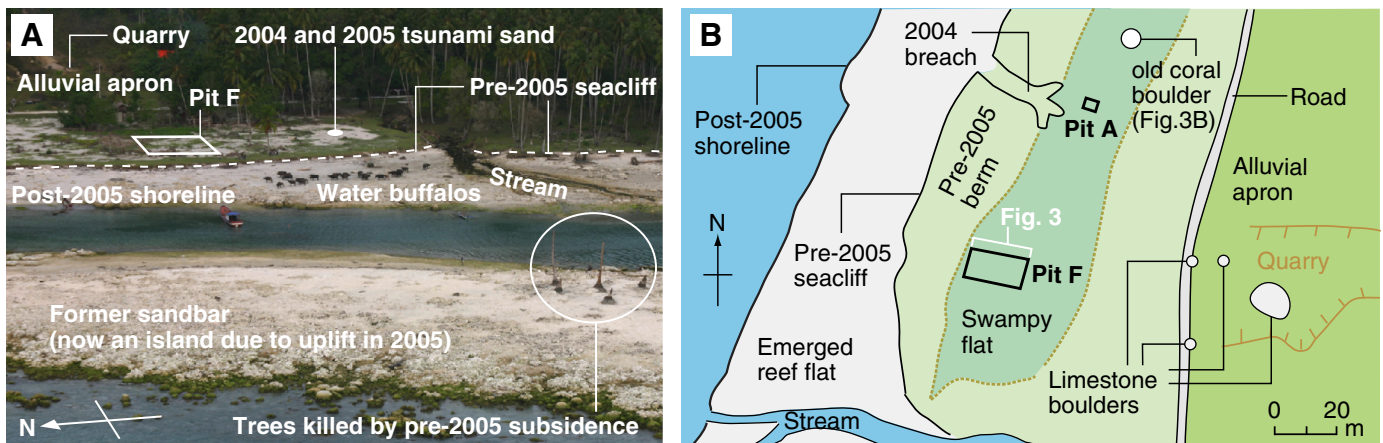 A
Quarry
2004 and 2005 tsunami sand
Alluvial apron
Pit F
Pre-2005 seacliff
Post-2005 shoreline
Water buffalos
Stream
Former sandbar
(now an island due to uplift in 2005)
N
Trees killed by pre-2005 subsidence
B
2004
breach
old coral
boulder
(Fig.3B)
Road
Post-2005
shoreline
Pit A
Pre-2005
berm
Alluvial
apron
N
Fig. 3
Pre-2005
seacliff
Pit F
Quarry
Swampy
flat
Emerged
reef flat
Limestone
boulders
Stream
0 20
m